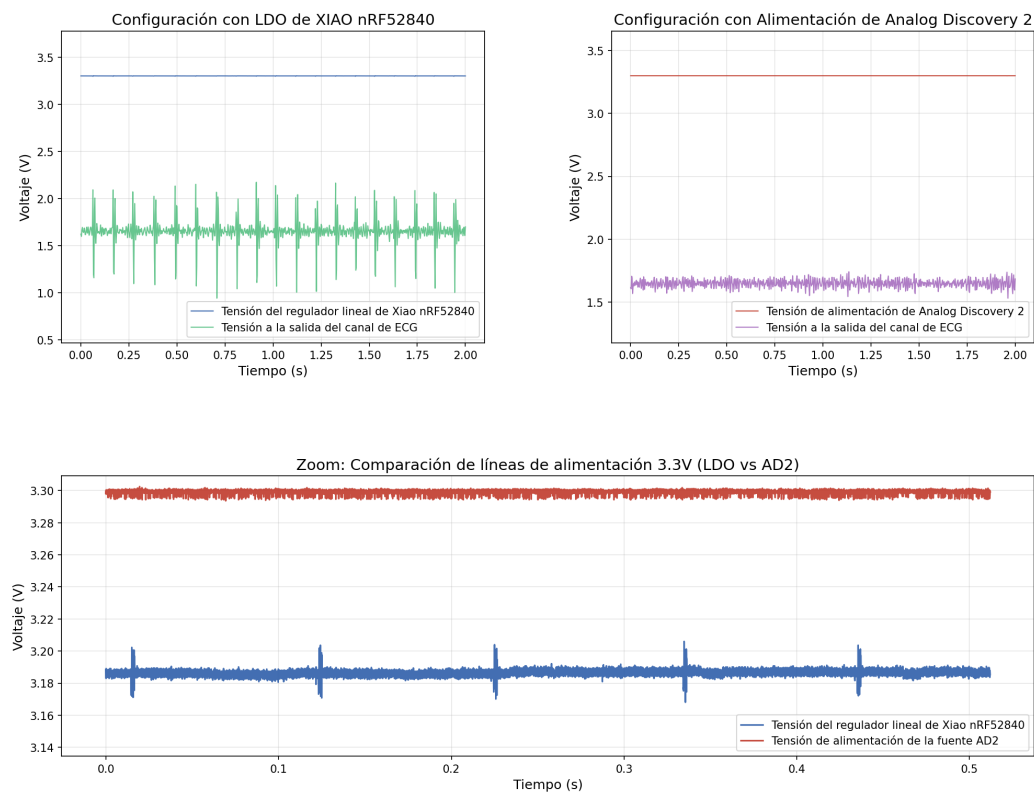 Configuración con LDO de XIAO nRF52840
Voltaje (V)
3.5
3.0
2.5
2.0
1.5
1.0
0.5
Tensión del regulador lineal de Xiao nRF52840
Tensión a la salida del canal de ECG
0.00 0.25 0.50 0.75 1.00 1.25 1.50 1.75 2.00
Tiempo (s)
Configuración con Alimentación de Analog Discovery 2
Voltaje (V)
3.5
3.0
2.5
2.0
1.5
Tensión de alimentación de Analog Discovery 2
Tensión a la salida del canal de ECG
0.00 0.25 0.50 0.75 1.00 1.25 1.50 1.75 2.00
Tiempo (s)
Zoom: Comparación de líneas de alimentación 3.3V (LDO vs AD2)
Voltaje (V)
3.30
3.28
3.26
3.24
3.22
3.20
3.18
3.16
3.14
Tensión del regulador lineal de Xiao nRF52840
Tensión de alimentación de la fuente AD2
0.0 0.1 0.2 0.3 0.4 0.5
Tiempo (s)